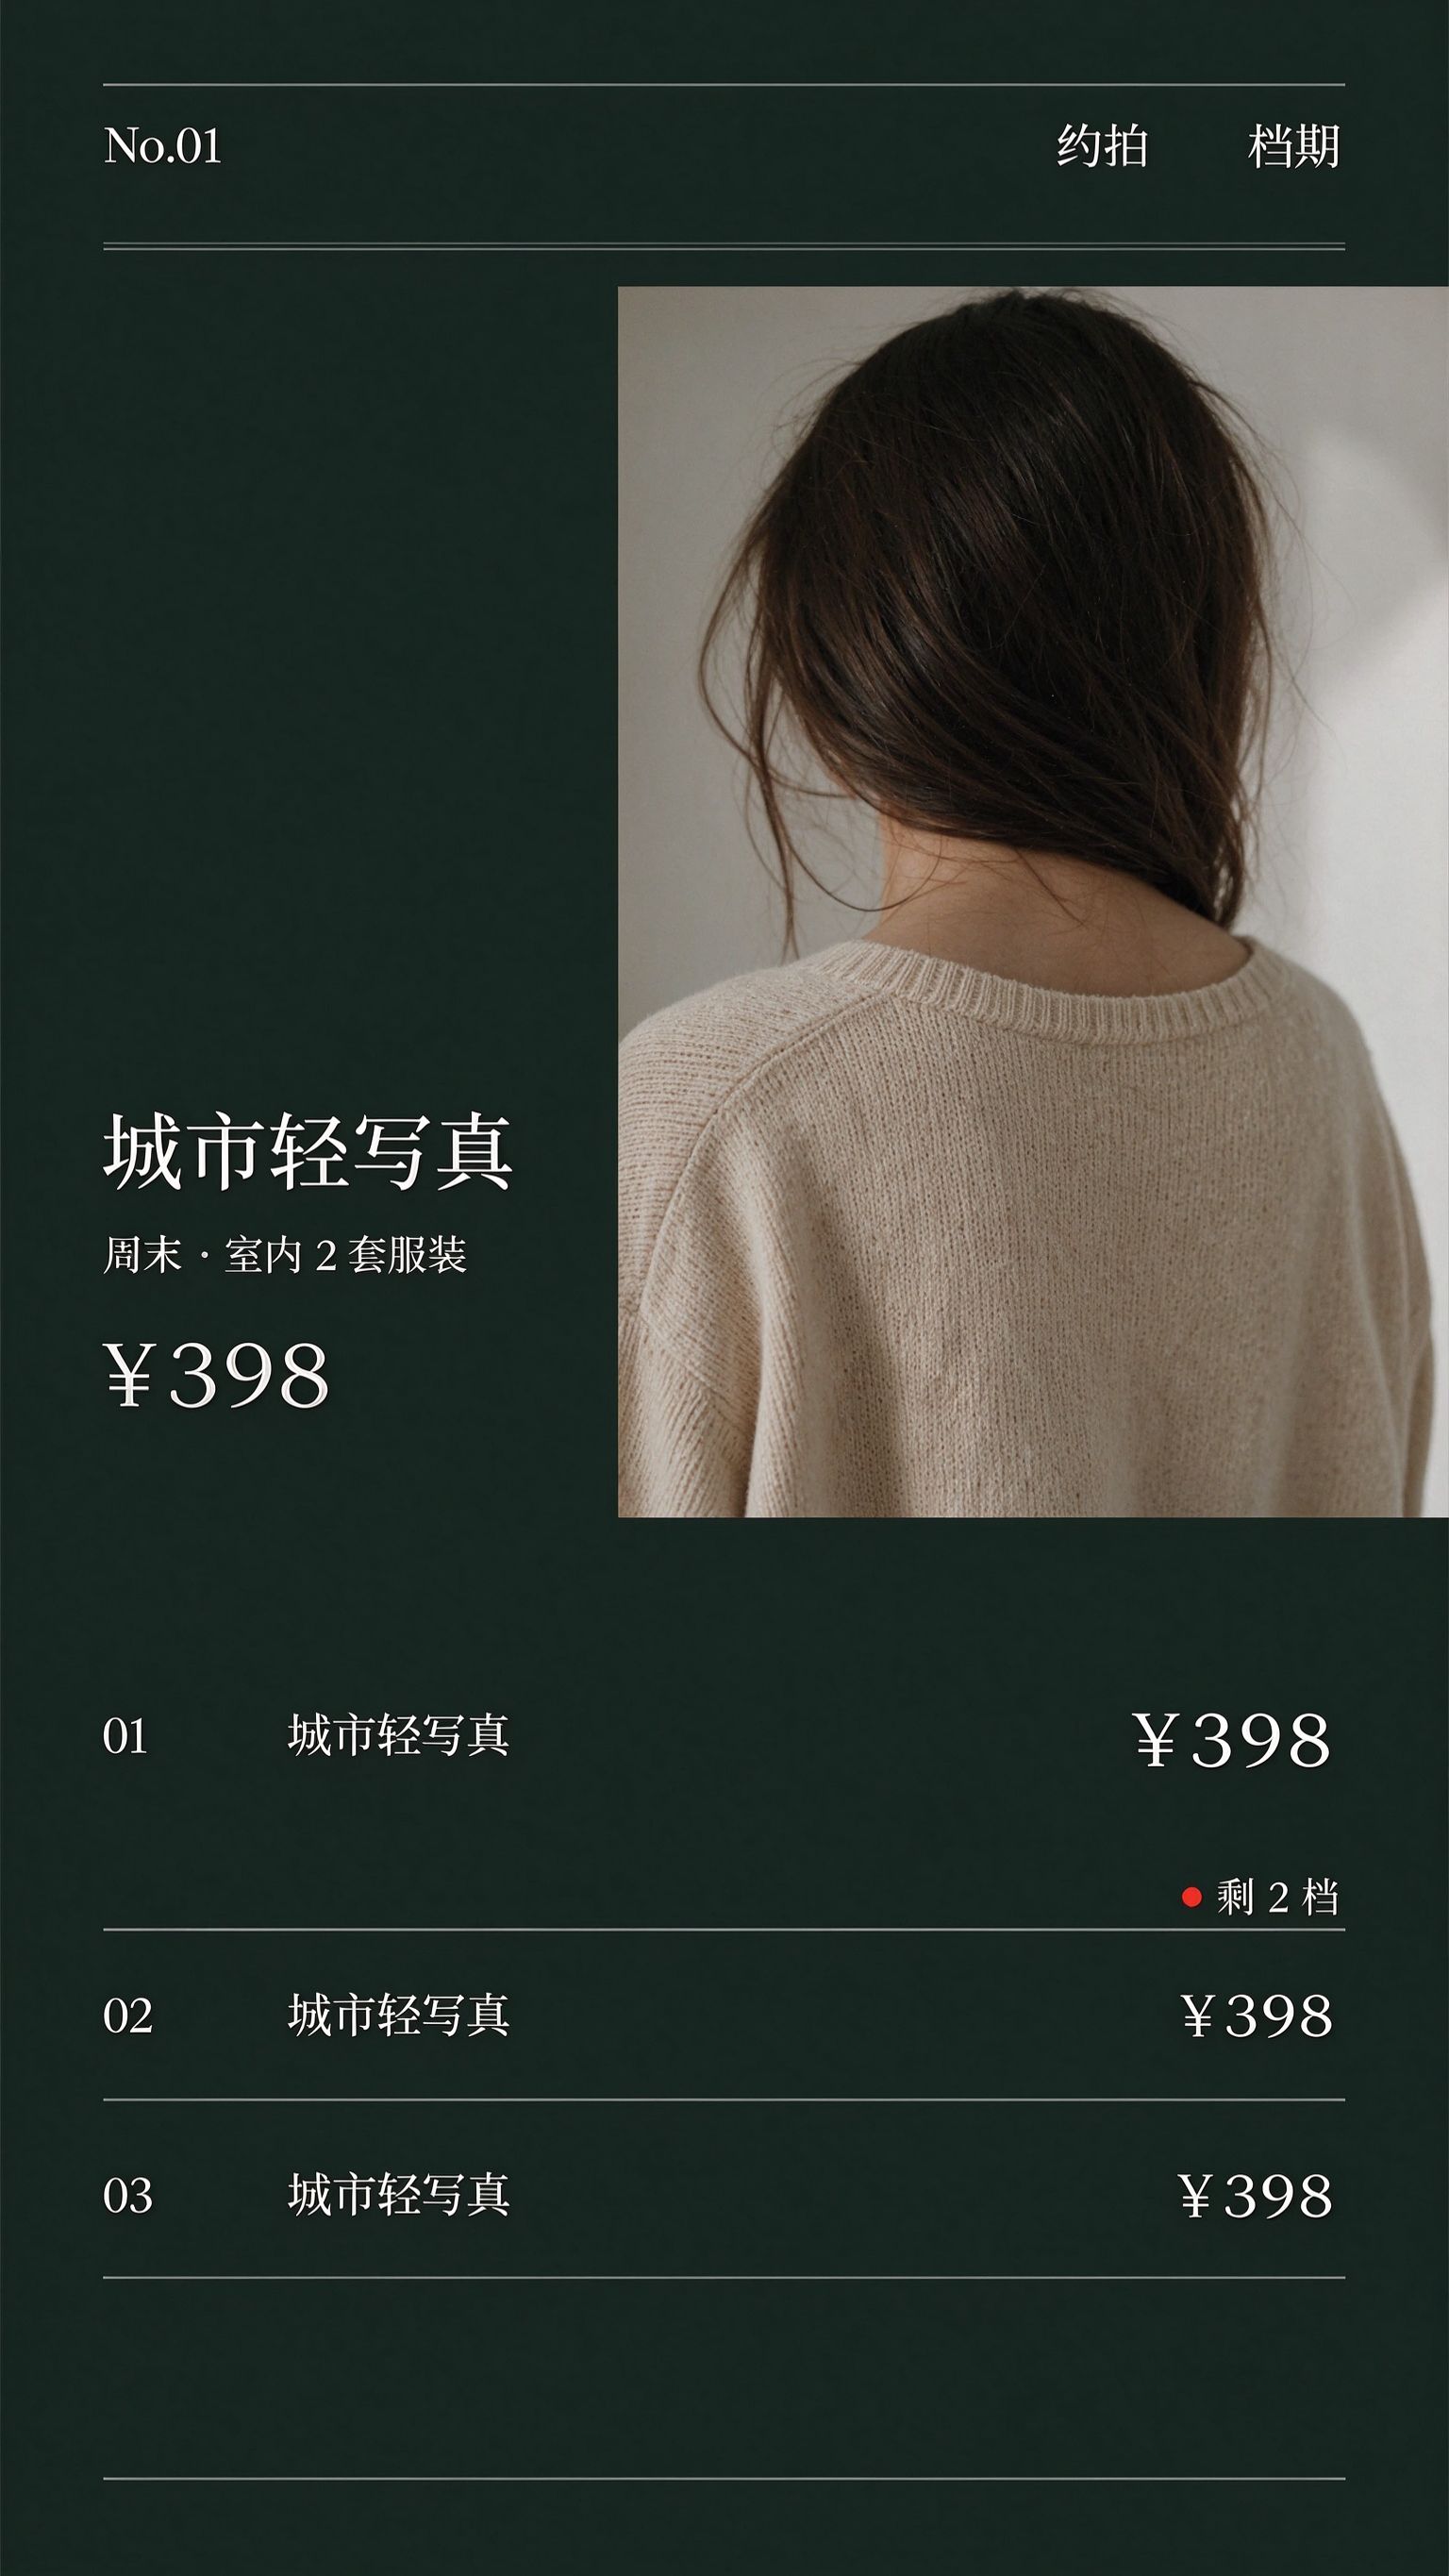 No.01 约拍 档期
城市轻写真
周末 · 室内 2 套服装
¥398
01 城市轻写真 ¥398
剩 2 档
02 城市轻写真 ¥398
03 城市轻写真 ¥398